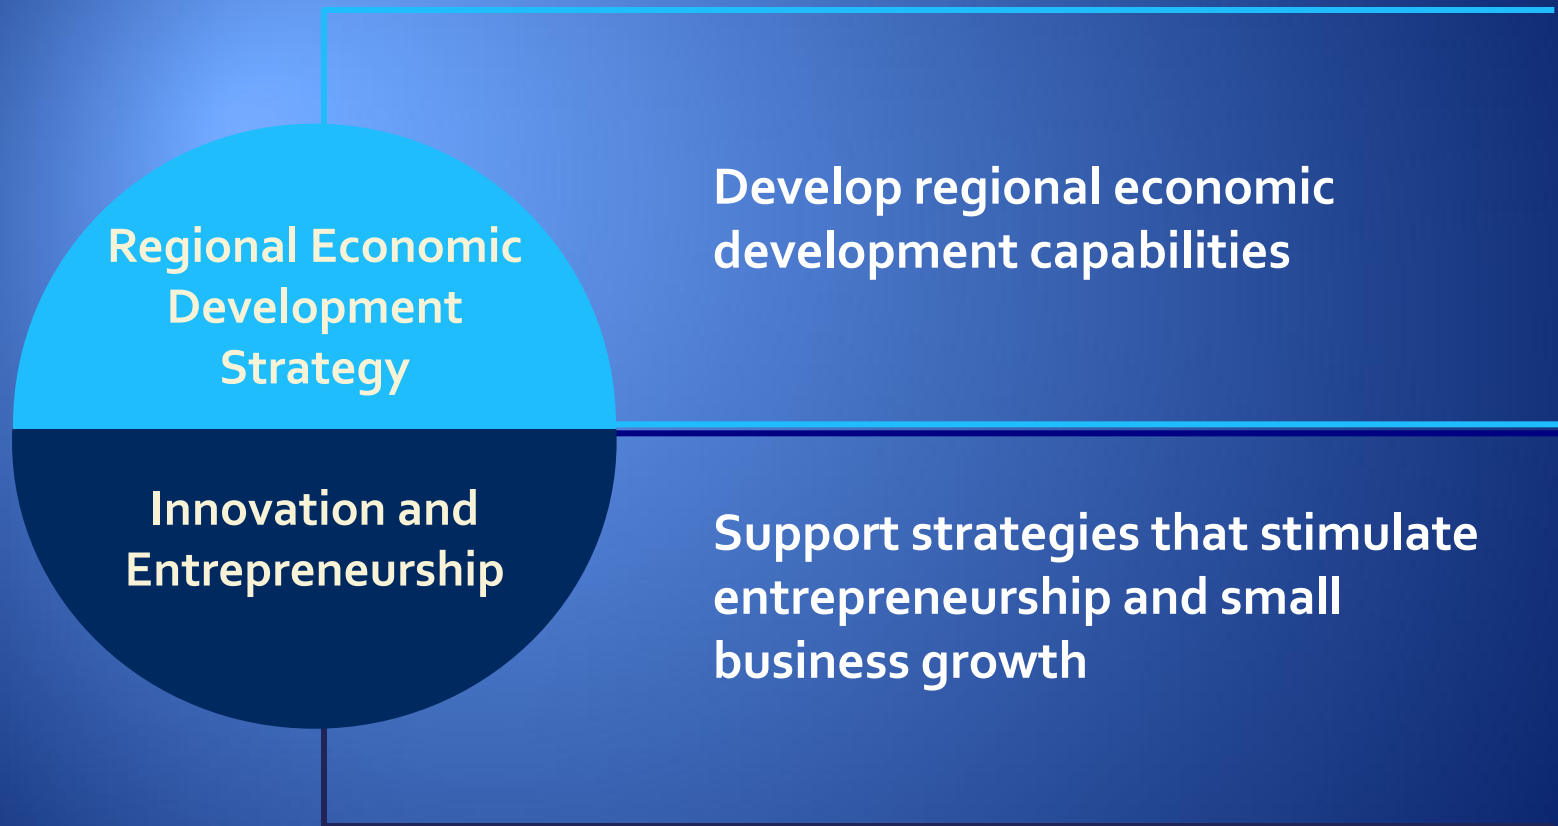 Regional Economic
Development
Strategy
Develop regional economic
development capabilities
Innovation and
Entrepreneurship
Support strategies that stimulate
entrepreneurship and small
business growth